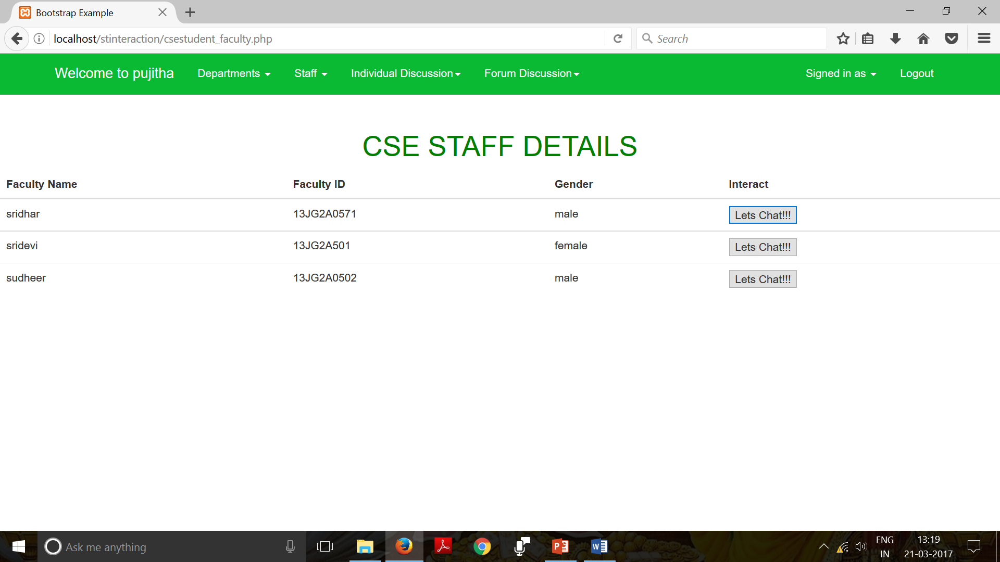 Bootstrap Example
localhost/stinteraction/csestudent_faculty.php
Search
Welcome to pujitha Departments Staff Individual Discussion Forum Discussion Signed in as Logout
CSE STAFF DETAILS
Faculty Name Faculty ID Gender Interact
sridhar 13JG2A0571 male Lets Chat!!!
sridevi 13JG2A501 female Lets Chat!!!
sudheer 13JG2A0502 male Lets Chat!!!
Ask me anything
ENG 13:19
IN 21-03-2017